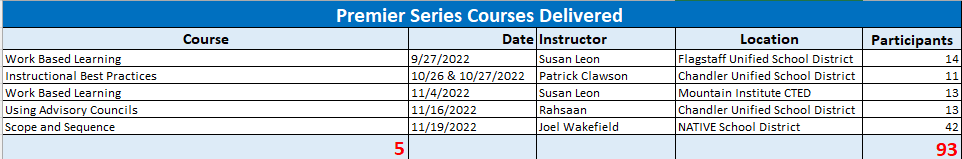 Premier Series Courses Delivered
Course Date Instructor Location Participants
Work Based Learning 9/27/2022 Susan Leon Flagstaff Unified School District 14
Instructional Best Practices 10/26 & 10/27/2022 Patrick Clawson Chandler Unified School District 11
Work Based Learning 11/4/2022 Susan Leon Mountain Institute CTED 13
Using Advisory Councils 11/16/2022 Rahsaan Chandler Unified School District 13
Scope and Sequence 11/19/2022 Joel Wakefield NATIVE School District 42
5 93